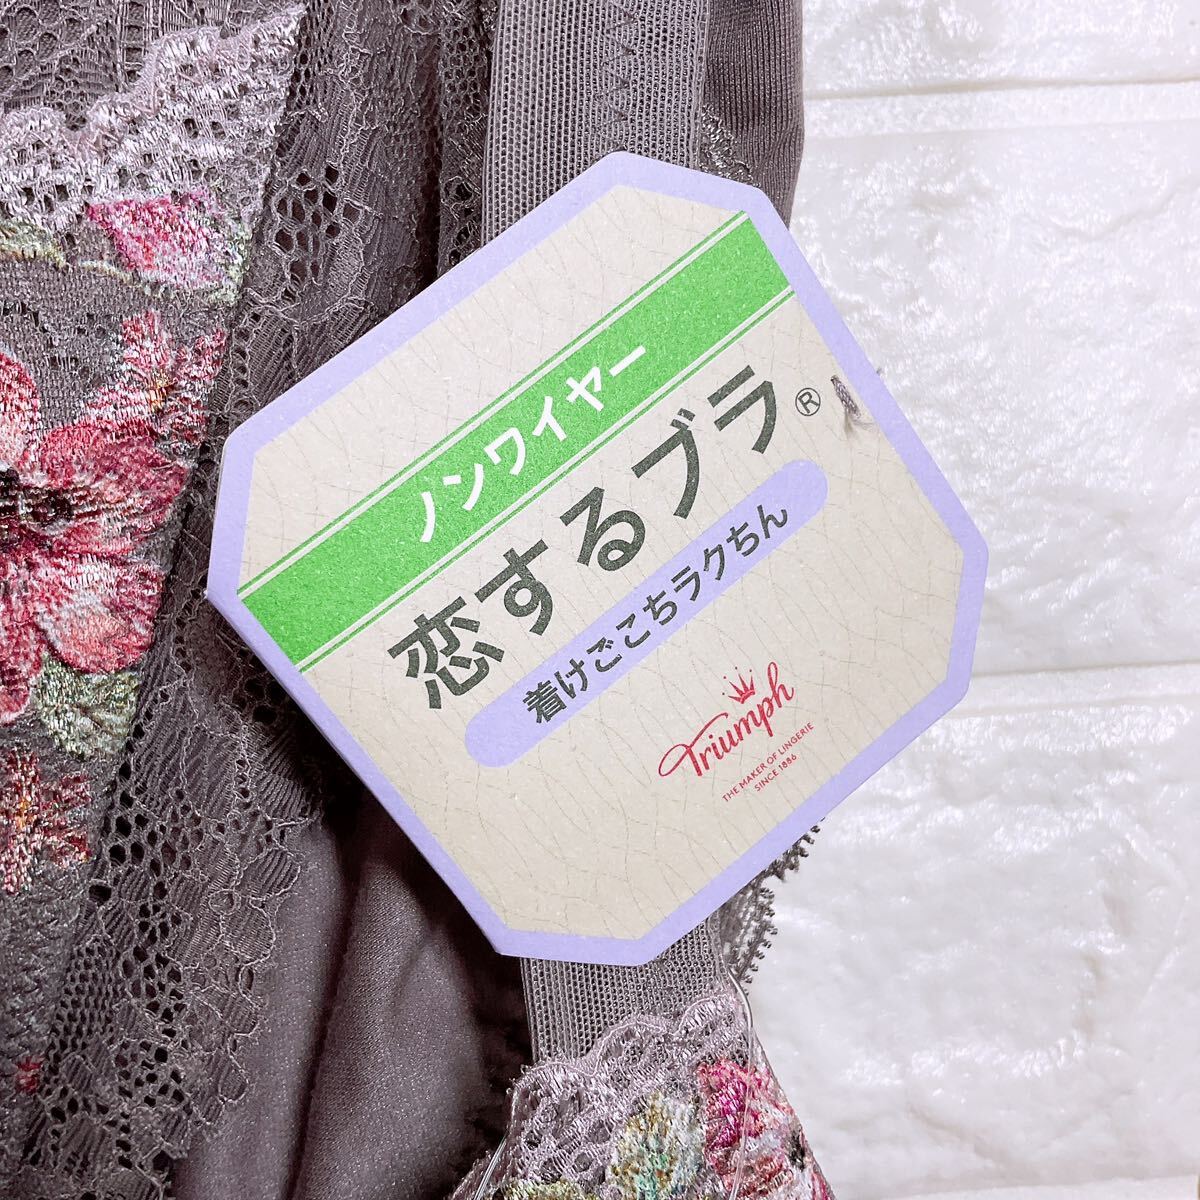 ノンワイヤー
恋するブラ®
着けごこちラクちん
Triumph
THE MAKER OF LINGERIE
SINCE 1886